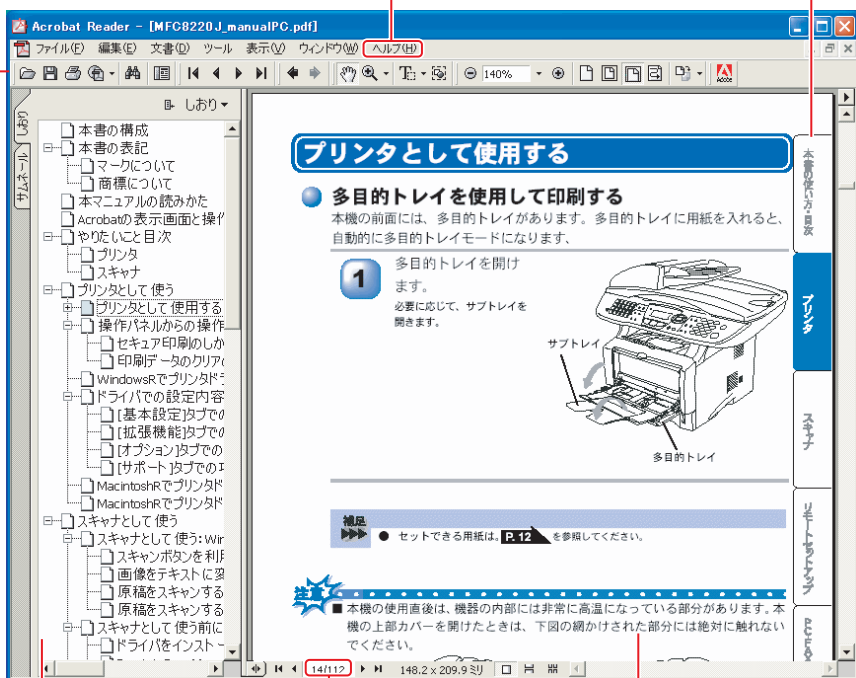 Acrobat Reader - [MFC8220J_manualPC.pdf]
ファイル(F) 編集(E) 文書(D) ツール 表示(V) ウィンドウ(W) ヘルプ(H)
140%
Adobe
しおり
しおり
サムネール
本書の構成
本書の表記
マークについて
商標について
本マニュアルの読みかた
Acrobatの表示画面と操作
やりたいこと目次
プリンタ
スキャナ
プリンタとして使う
プリンタとして使用する
操作パネルからの操作
セキュア印刷のしか
印刷データのクリア(
WindowsRでプリンタド
ドライバでの設定内容
[基本設定]タブでの
[拡張機能]タブでの
[オプション]タブでの
[サポート]タブでの
MacintoshRでプリンタド
MacintoshRでプリンタド
スキャナとして使う
スキャナとして使う:Win
スキャンボタンを利用
画像をテキストに変
原稿をスキャンする
原稿をスキャンする
スキャナとして使う前に
ドライバをインストー
プリンタとして使用する
多目的トレイを使用して印刷する
本機の前面には、多目的トレイがあります。多目的トレイに用紙を入れると、
自動的に多目的トレイモードになります、
1
多目的トレイを開け
ます。
必要に応じて、サブトレイを
開きます。
サブトレイ
多目的トレイ
補足
● セットできる用紙は。P. 12 を参照してください。
注意
■ 本機の使用直後は、機器の内部には非常に高温になっている部分があります。本
機の上部カバーを開けたときは、下図の網かけされた部分には絶対に触れない
でください。
本書の使い方・目次
プリンタ
スキャナ
リモートセットアップ
14/112
148.2 x 209.9 ミリ